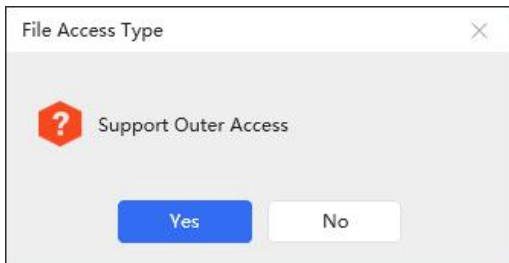 File Access Type
Support Outer Access
Yes No